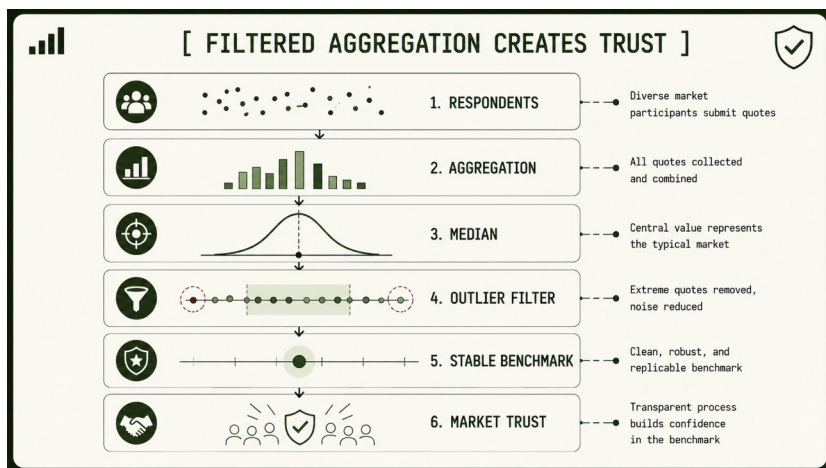 [ FILTERED AGGREGATION CREATES TRUST ]
1. RESPONDENTS
Diverse market
participants submit quotes
2. AGGREGATION
All quotes collected
and combined
3. MEDIAN
Central value represents
the typical market
4. OUTLIER FILTER
Extreme quotes removed,
noise reduced
5. STABLE BENCHMARK
Clean, robust, and
replicable benchmark
6. MARKET TRUST
Transparent process
builds confidence
in the benchmark